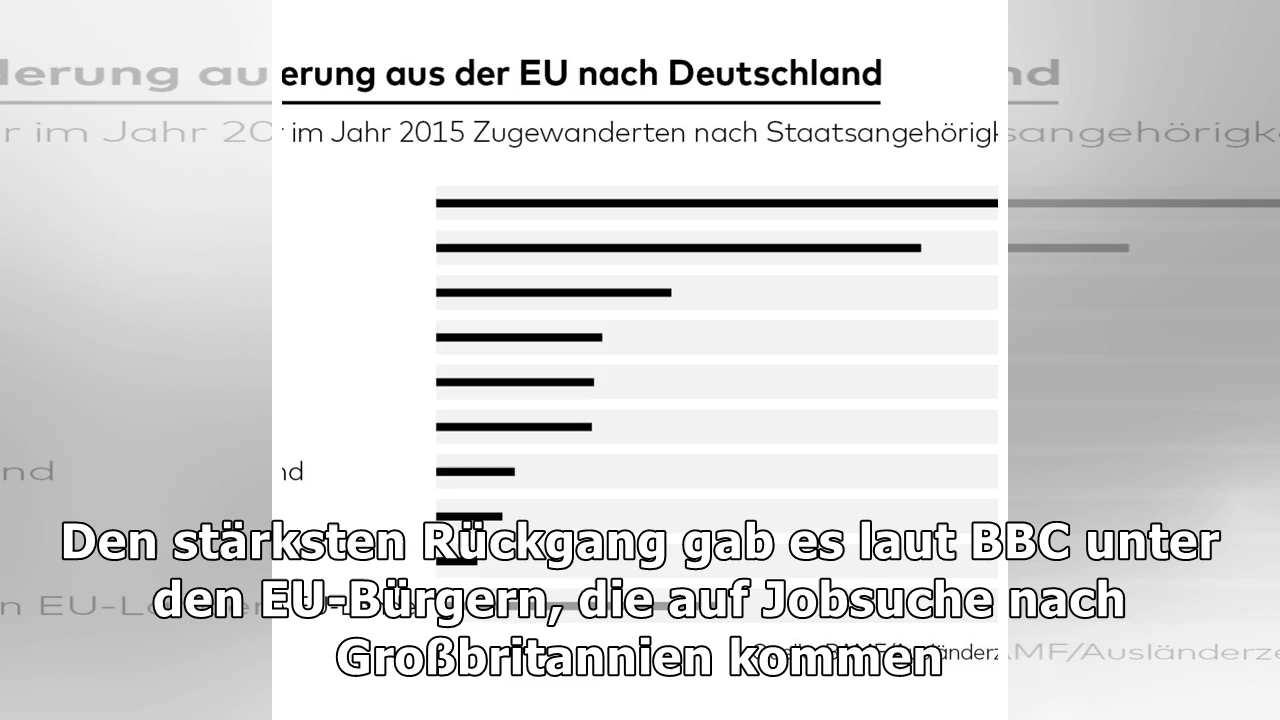 erung aus der EU nach Deutschland
im Jahr 2015 Zugewanderten nach Staatsangehörigk
nd
Den stärksten Rückgang gab es laut BBC unter
den EU-Bürgern, die auf Jobsuche nach
Großbritannien kommen